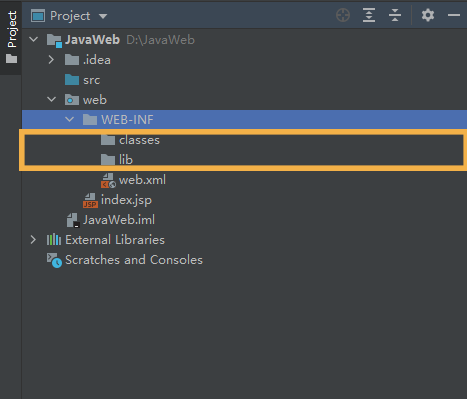 Project
Project
JavaWeb D:\JavaWeb
.idea
src
web
WEB-INF
classes
lib
web.xml
index.jsp
JavaWeb.iml
External Libraries
Scratches and Consoles